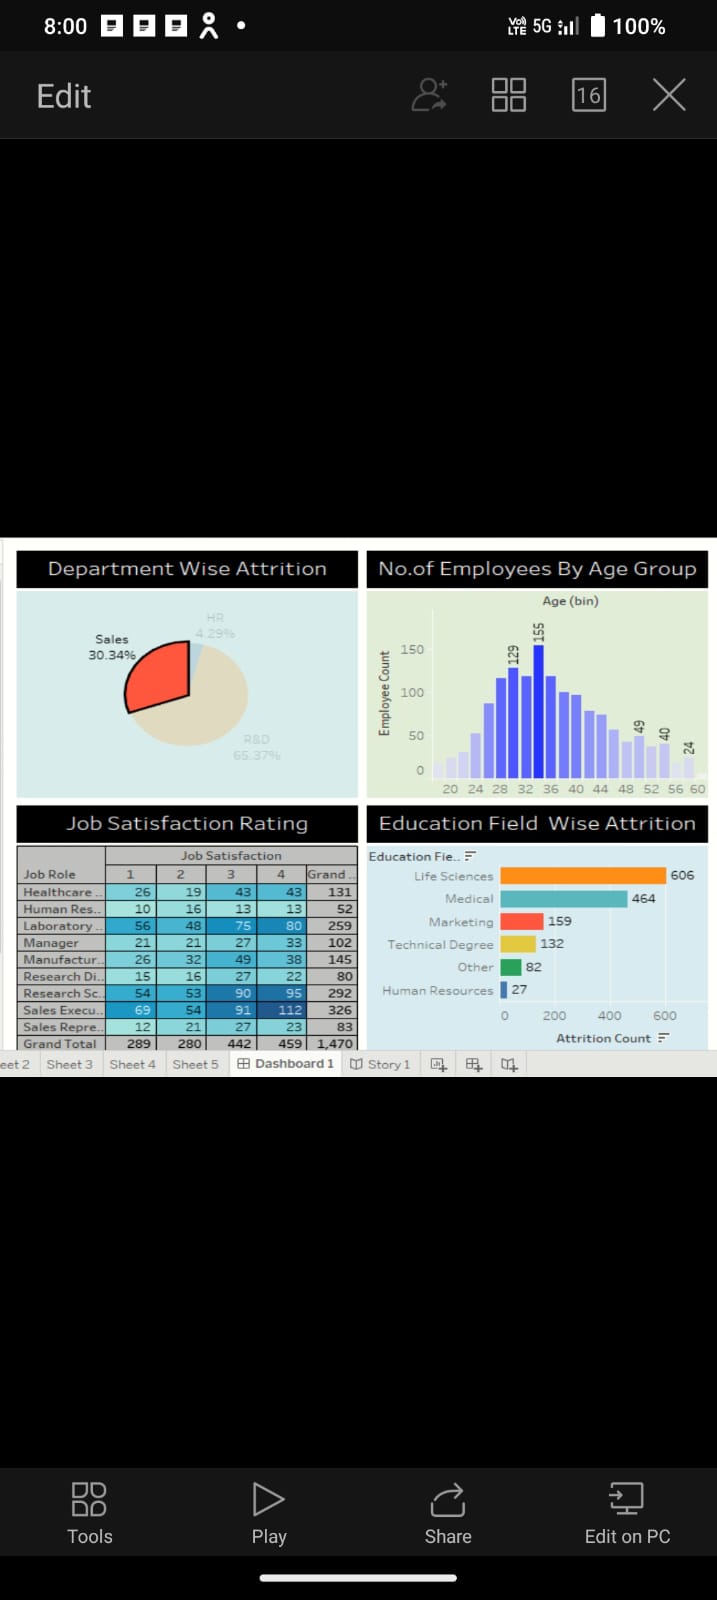 8:00 Vo) LTE 5G 100%
Edit 16
Department Wise Attrition
HR
4.29%
Sales
30.34%
R&D
65.37%
No.of Employees By Age Group
Age (bin)
Employee Count
150
100
50
0
129 155 49 40 24
20 24 28 32 36 40 44 48 52 56 60
Job Satisfaction Rating
Job Satisfaction
Job Role 1 2 3 4 Grand ..
Healthcare .. 26 19 43 43 131
Human Res.. 10 16 13 13 52
Laboratory .. 56 48 75 80 259
Manager 21 21 27 33 102
Manufactur.. 26 32 49 38 145
Research Di.. 15 16 27 22 80
Research Sc.. 54 53 90 95 292
Sales Execu.. 69 54 91 112 326
Sales Repre.. 12 21 27 23 83
Grand Total 289 280 442 459 1,470
Education Field Wise Attrition
Education Fie..
Life Sciences 606
Medical 464
Marketing 159
Technical Degree 132
Other 82
Human Resources 27
0 200 400 600
Attrition Count
eet 2 Sheet 3 Sheet 4 Sheet 5 Dashboard 1 Story 1
Tools Play Share Edit on PC